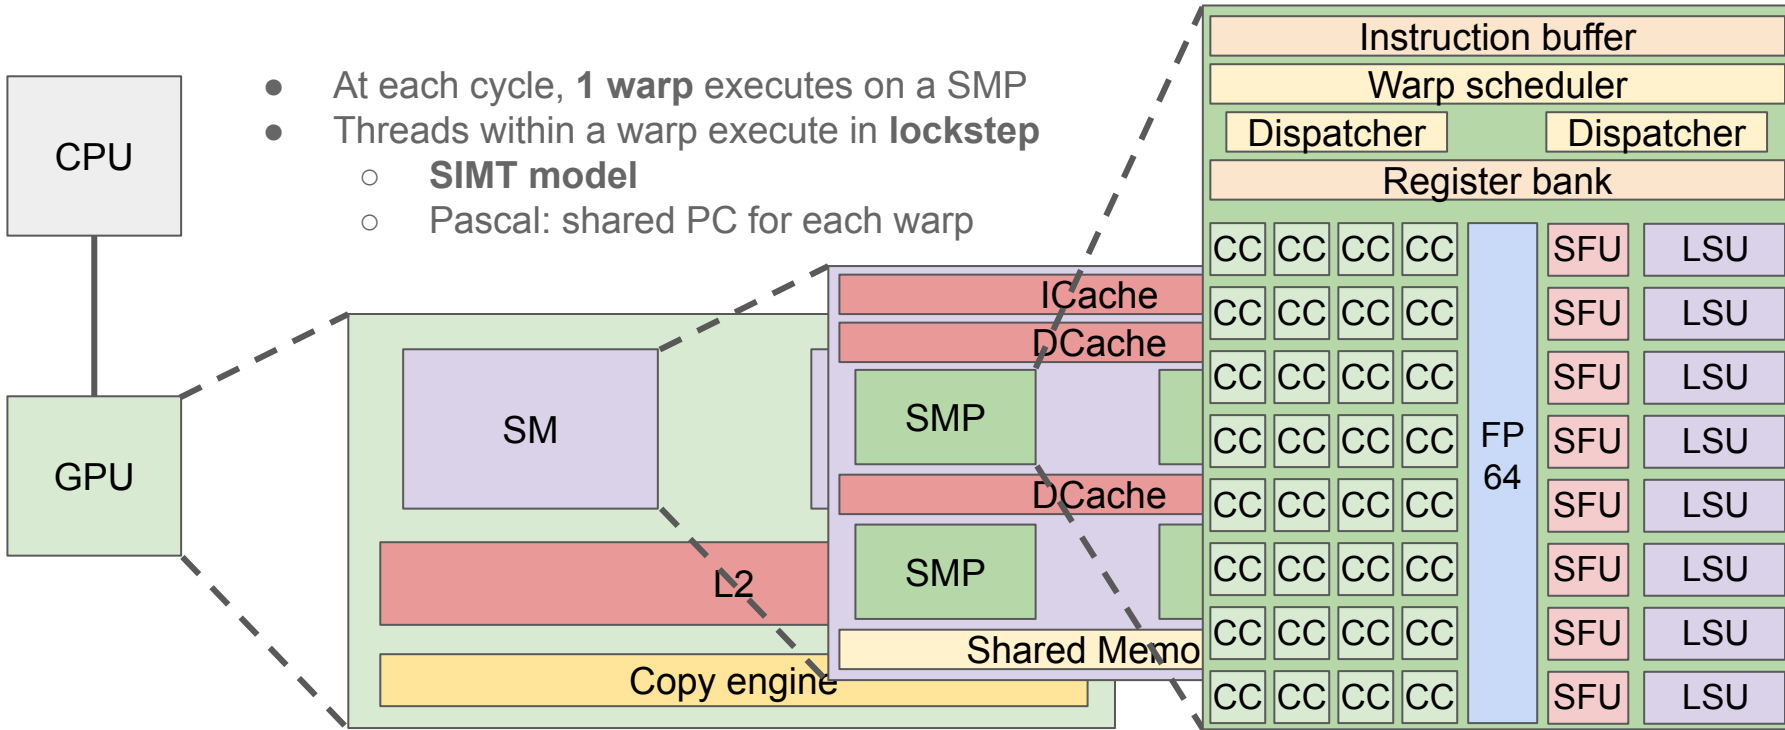 ● At each cycle, 1 warp executes on a SMP
● Threads within a warp execute in lockstep
○ SIMT model
○ Pascal: shared PC for each warp
CPU
GPU
SM
L2
Copy engine
ICache
DCache
SMP
DCache
SMP
Shared Memo
Instruction buffer
Warp scheduler
Dispatcher Dispatcher
Register bank
CC CC CC CC SFU LSU
CC CC CC CC SFU LSU
CC CC CC CC SFU LSU
CC CC CC CC FP SFU LSU
64
CC CC CC CC SFU LSU
CC CC CC CC SFU LSU
CC CC CC CC SFU LSU
CC CC CC CC SFU LSU